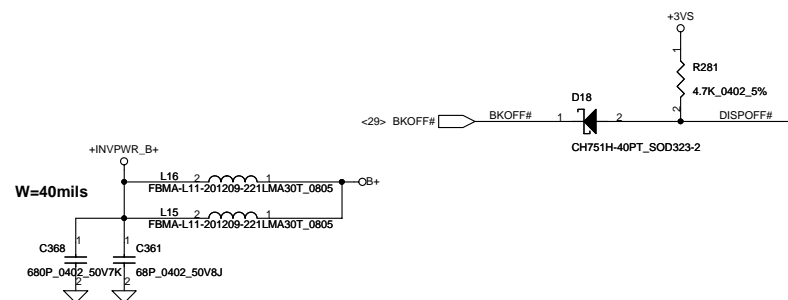 +3VS
1
R281
4.7K_0402_5%
2
D18
<29> BKOFF#
BKOFF#
1
2
DISPOFF#
CH751H-40PT_SOD323-2
+INVPWR_B+
W=40mils
L16
2
1
FBMA-L11-201209-221LMA30T_0805
B+
L15
2
1
FBMA-L11-201209-221LMA30T_0805
C368
1
2
680P_0402_50V7K
C361
1
2
68P_0402_50V8J